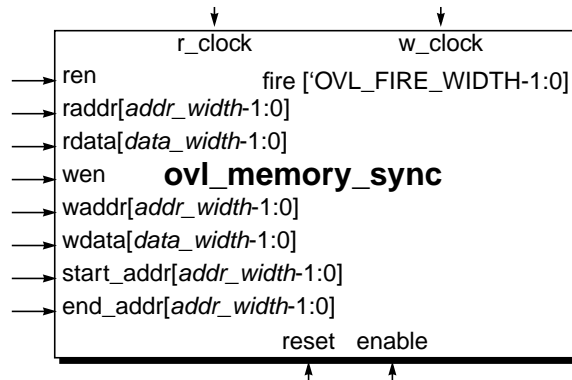 r_clock w_clock
ren fire [‘OVL_FIRE_WIDTH-1:0]
raddr[addr_width-1:0]
rdata[data_width-1:0]
wen ovl_memory_sync
waddr[addr_width-1:0]
wdata[data_width-1:0]
start_addr[addr_width-1:0]
end_addr[addr_width-1:0]
reset enable